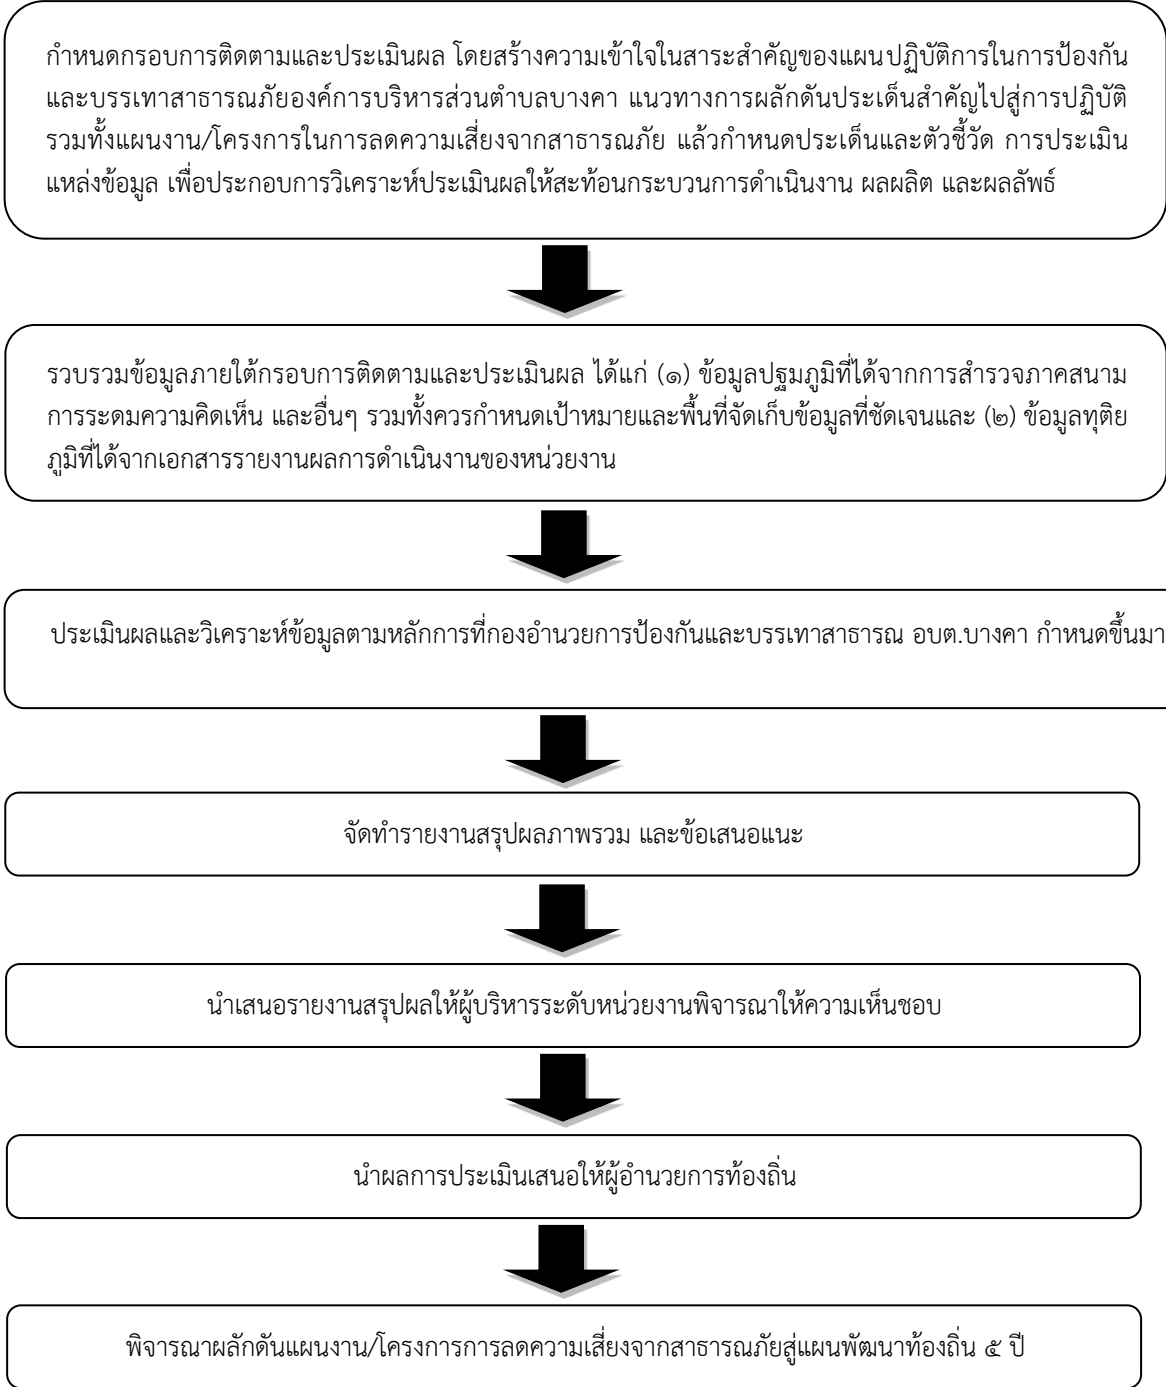 กำหนดกรอบการติดตามและประเมินผล โดยสร้างความเข้าใจในสาระสำคัญของแผนปฏิบัติการในการป้องกัน
และบรรเทาสาธารณภัยองค์การบริหารส่วนตำบลบางคา แนวทางการผลักดันประเด็นสำคัญไปสู่การปฏิบัติ
รวมทั้งแผนงาน/โครงการในการลดความเสี่ยงจากสาธารณภัย แล้วกำหนดประเด็นและตัวชี้วัด การประเมิน
แหล่งข้อมูล เพื่อประกอบการวิเคราะห์ประเมินผลให้สะท้อนกระบวนการดำเนินงาน ผลผลิต และผลลัพธ์
รวบรวมข้อมูลภายใต้กรอบการติดตามและประเมินผล ได้แก่ (๑) ข้อมูลปฐมภูมิที่ได้จากการสำรวจภาคสนาม
การระดมความคิดเห็น และอื่นๆ รวมทั้งควรกำหนดเป้าหมายและพื้นที่จัดเก็บข้อมูลที่ชัดเจนและ (๒) ข้อมูลทุติย
ภูมิที่ได้จากเอกสารรายงานผลการดำเนินงานของหน่วยงาน
ประเมินผลและวิเคราะห์ข้อมูลตามหลักการที่กองอำนวยการป้องกันและบรรเทาสาธารณ อบต.บางคา กำหนดขึ้นมา
จัดทำรายงานสรุปผลภาพรวม และข้อเสนอแนะ
นำเสนอรายงานสรุปผลให้ผู้บริหารระดับหน่วยงานพิจารณาให้ความเห็นชอบ
นำผลการประเมินเสนอให้ผู้อำนวยการท้องถิ่น
พิจารณาผลักดันแผนงาน/โครงการการลดความเสี่ยงจากสาธารณภัยสู่แผนพัฒนาท้องถิ่น ๕ ปี